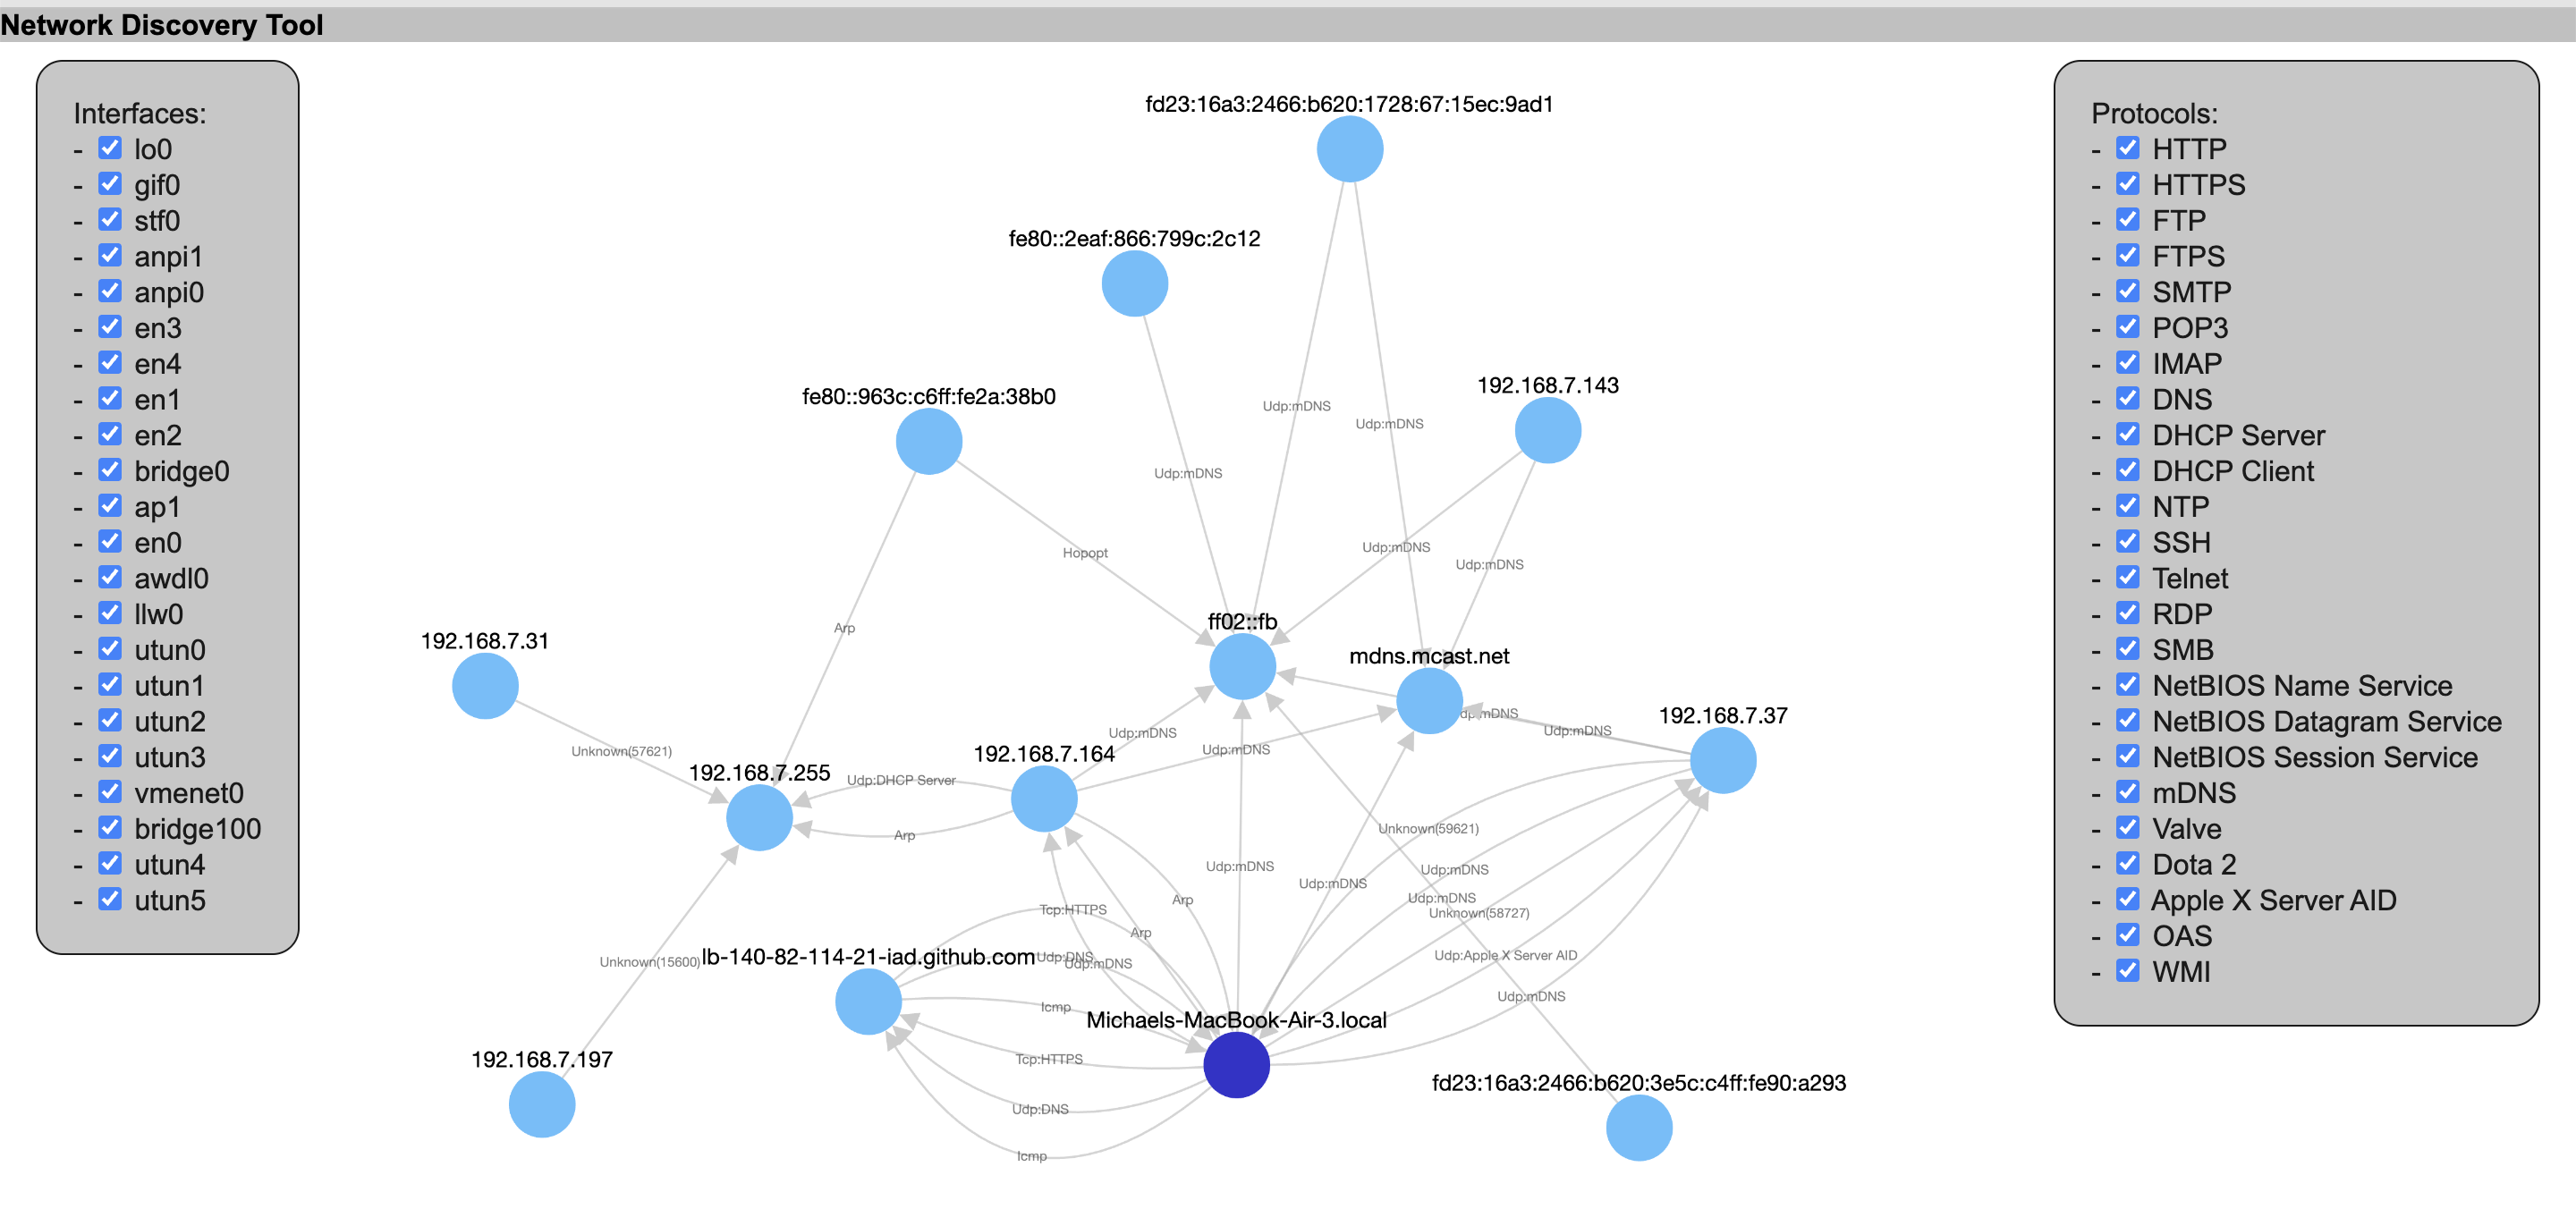 Network Discovery Tool
Interfaces:
- lo0
- gif0
- stf0
- anpi1
- anpi0
- en3
- en4
- en1
- en2
- bridge0
- ap1
- en0
- awdl0
- llw0
- utun0
- utun1
- utun2
- utun3
- vmenet0
- bridge100
- utun4
- utun5
fd23:16a3:2466:b620:1728:67:15ec:9ad1
fe80::2eaf:866:799c:2c12
192.168.7.143
fe80::963c:c6ff:fe2a:38b0
Udp:mDNS
Udp:mDNS
Udp:mDNS
Udp:mDNS
Hopopt
Udp:mDNS
ff02::fb
Arp
192.168.7.31
mdns.mcast.net
Udp:mDNS
192.168.7.37
Udp:mDNS
Udp:mDNS
Udp:mDNS
Unknown(57621)
192.168.7.164
192.168.7.255
Udp:DHCP Server
Arp
Unknown(59621)
Udp:mDNS
Udp:mDNS
Udp:mDNS
Udp:mDNS
Arp
Tcp:HTTPS
Unknown(58727)
Arp
Unknown(15600)
lb-140-82-114-21-iad.github.com
Udp:DNS
Udp:mDNS
Udp:Apple X Server AID
Udp:mDNS
Icmp
Michaels-MacBook-Air-3.local
192.168.7.197
Tcp:HTTPS
fd23:16a3:2466:b620:3e5c:c4ff:fe90:a293
Udp:DNS
Icmp
Protocols:
- HTTP
- HTTPS
- FTP
- FTPS
- SMTP
- POP3
- IMAP
- DNS
- DHCP Server
- DHCP Client
- NTP
- SSH
- Telnet
- RDP
- SMB
- NetBIOS Name Service
- NetBIOS Datagram Service
- NetBIOS Session Service
- mDNS
- Valve
- Dota 2
- Apple X Server AID
- OAS
- WMI